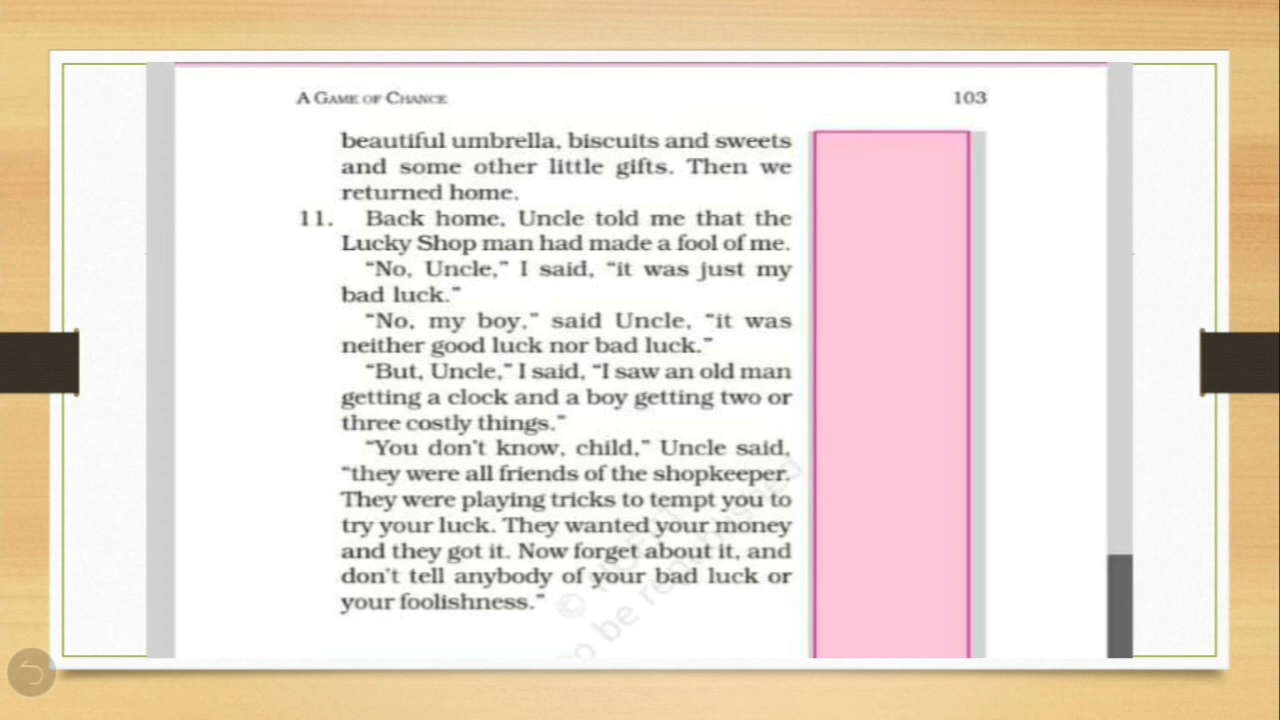 A GAME OF CHANCE 103
beautiful umbrella, biscuits and sweets
and some other little gifts. Then we
returned home.
11. Back home, Uncle told me that the
Lucky Shop man had made a fool of me.
“No, Uncle,” I said, “it was just my
bad luck.”
“No, my boy,” said Uncle, “it was
neither good luck nor bad luck.”
“But, Uncle,” I said, “I saw an old man
getting a clock and a boy getting two or
three costly things.”
“You don’t know, child,” Uncle said,
“they were all friends of the shopkeeper.
They were playing tricks to tempt you to
try your luck. They wanted your money
and they got it. Now forget about it, and
don’t tell anybody of your bad luck or
your foolishness.”
©
to be republished